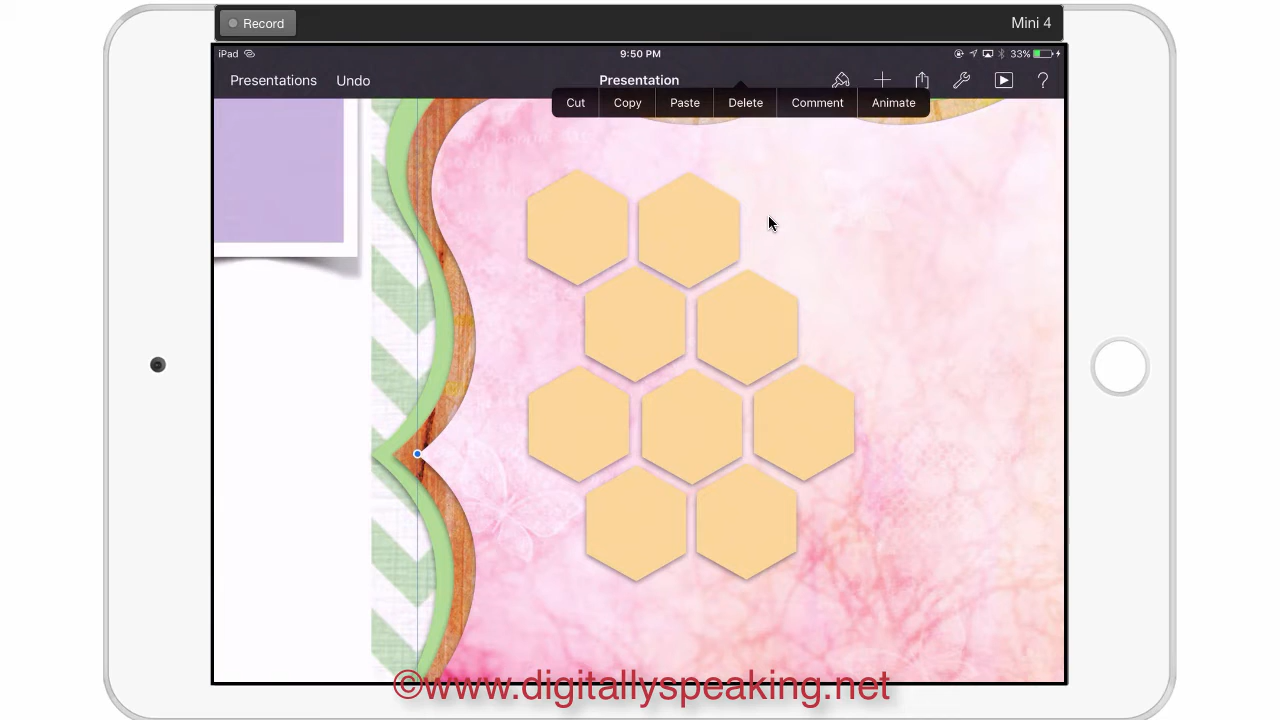 Record
Mini 4
iPad 9:50 PM 33%
Presentations Undo Presentation ?
Cut Copy Paste Delete Comment Animate
©www.digitallyspeaking.net